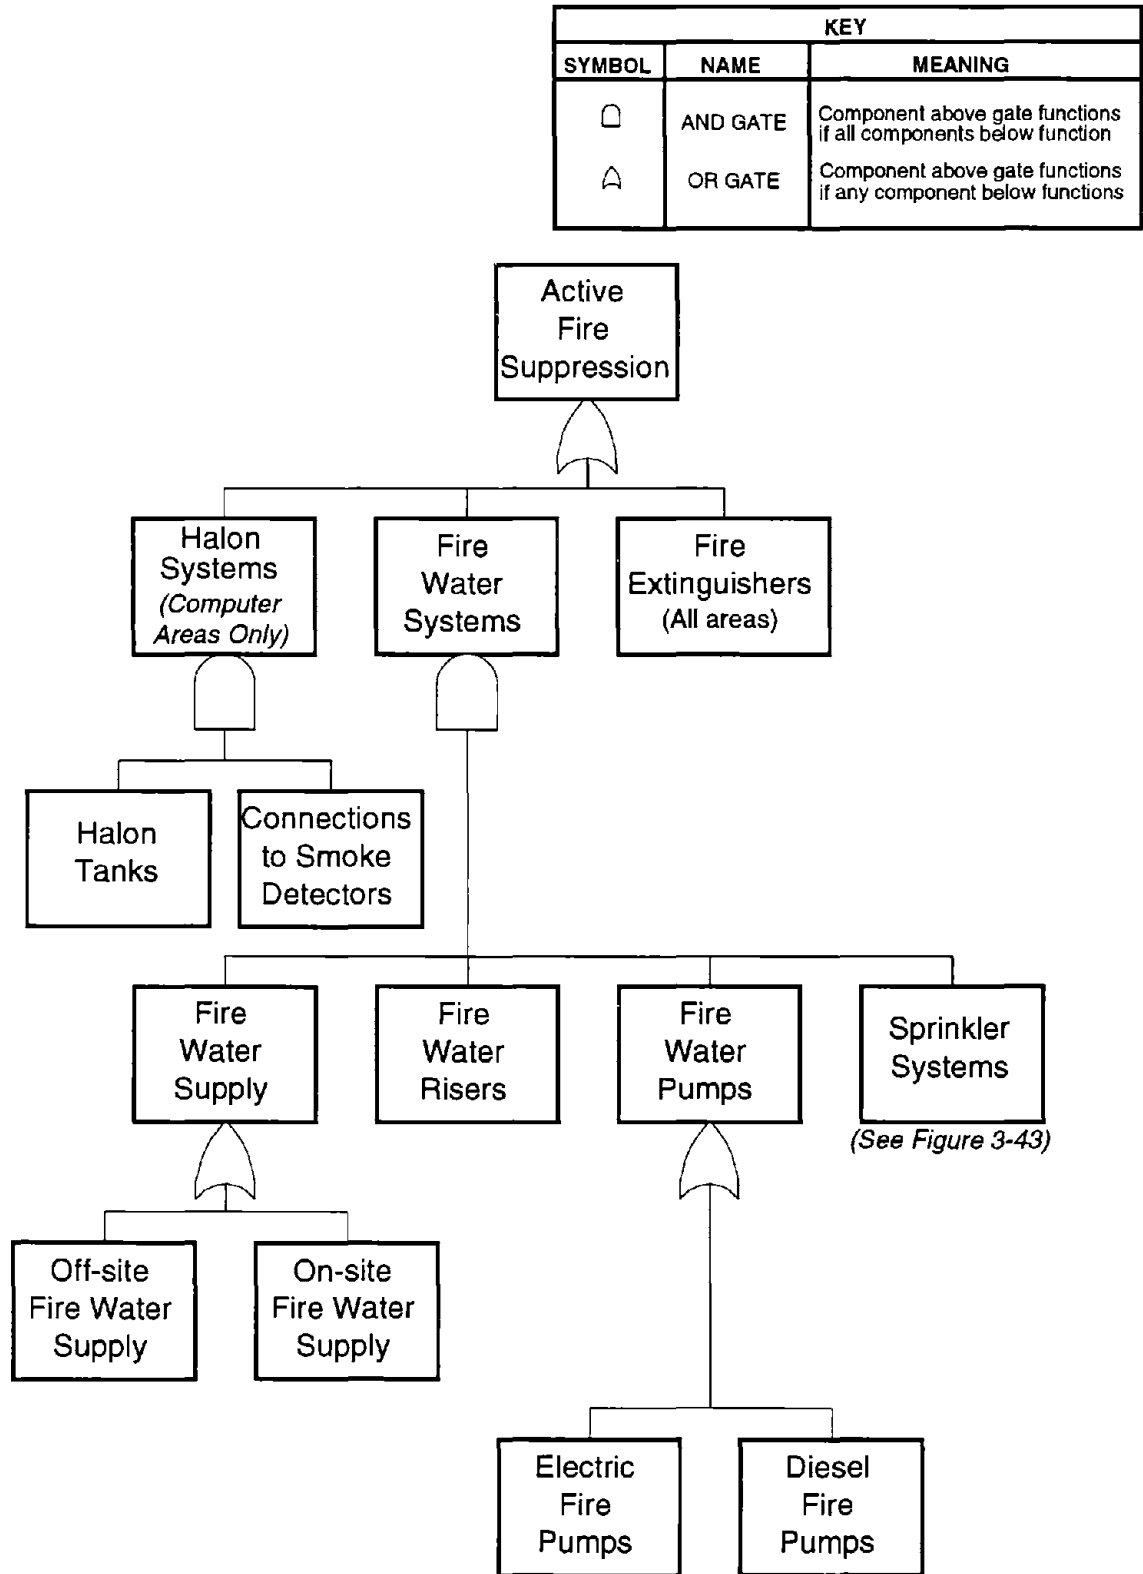 KEY
SYMBOL NAME MEANING
AND GATE
Component above gate functions
if all components below function
OR GATE
Component above gate functions
if any component below functions
Active
Fire
Suppression
Halon
Systems
(Computer
Areas Only)
Fire
Water
Systems
Fire
Extinguishers
(All areas)
Halon
Tanks
Connections
to Smoke
Detectors
Fire
Water
Supply
Fire
Water
Risers
Fire
Water
Pumps
Sprinkler
Systems
(See Figure 3-43)
Off-site
Fire Water
Supply
On-site
Fire Water
Supply
Electric
Fire
Pumps
Diesel
Fire
Pumps